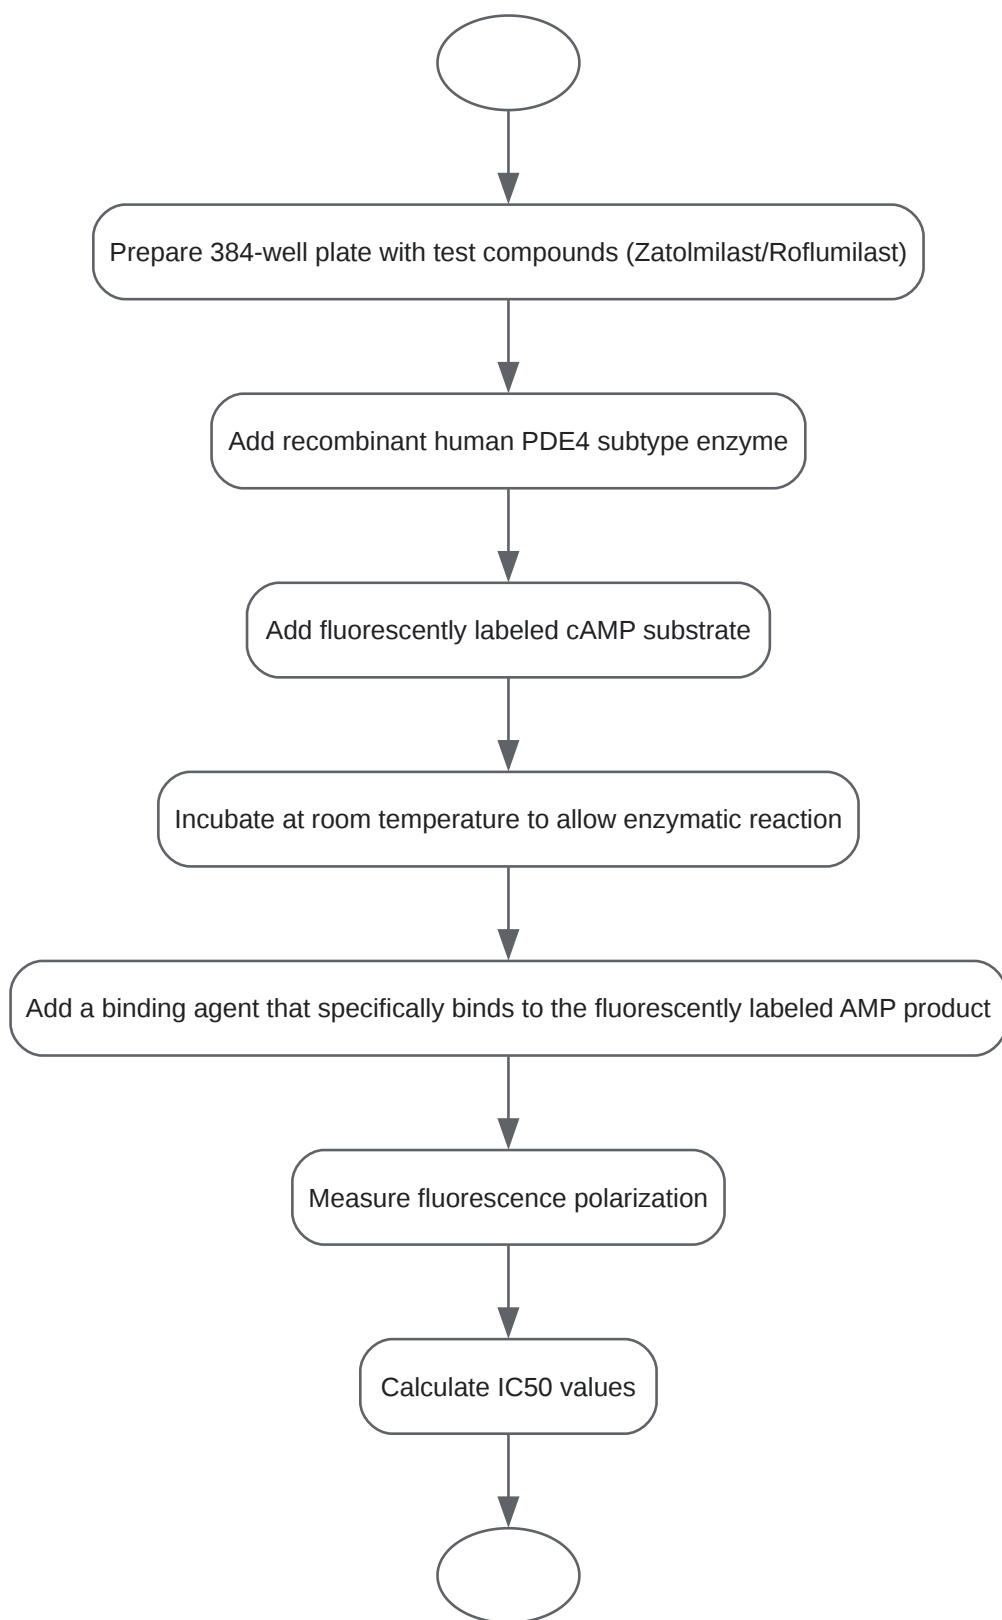 Prepare 384-well plate with test compounds (Zatolmilast/Roflumilast)
Add recombinant human PDE4 subtype enzyme
Add fluorescently labeled cAMP substrate
Incubate at room temperature to allow enzymatic reaction
Add a binding agent that specifically binds to the fluorescently labeled AMP product
Measure fluorescence polarization
Calculate IC50 values